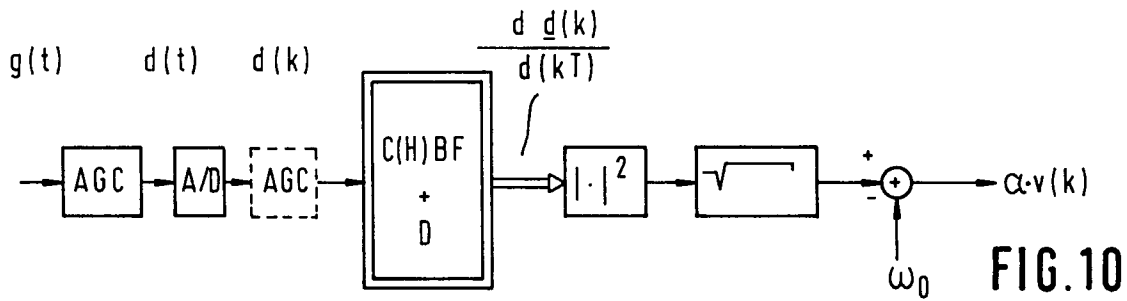 d d(k)
d(kT)
g(t) d(t) d(k)
AGC A/D AGC C(H)BF + D |·|² √ + - + α·v(k)
ω₀
FIG.10